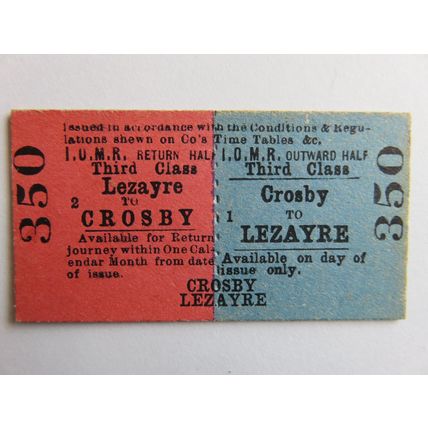 Issued in accordance with the Conditions & Regu-
lations shewn on Co's Time Tables &c.
350
I.O.M.R. RETURN HALF
Third Class
Lezayre
2
TO
CROSBY
Available for Return
journey within One Cal-
endar Month from date
of issue.
I.O.M.R. OUTWARD HALF
Third Class
Crosby
1
TO
LEZAYRE
Available on day of
issue only.
350
CROSBY
LEZAYRE